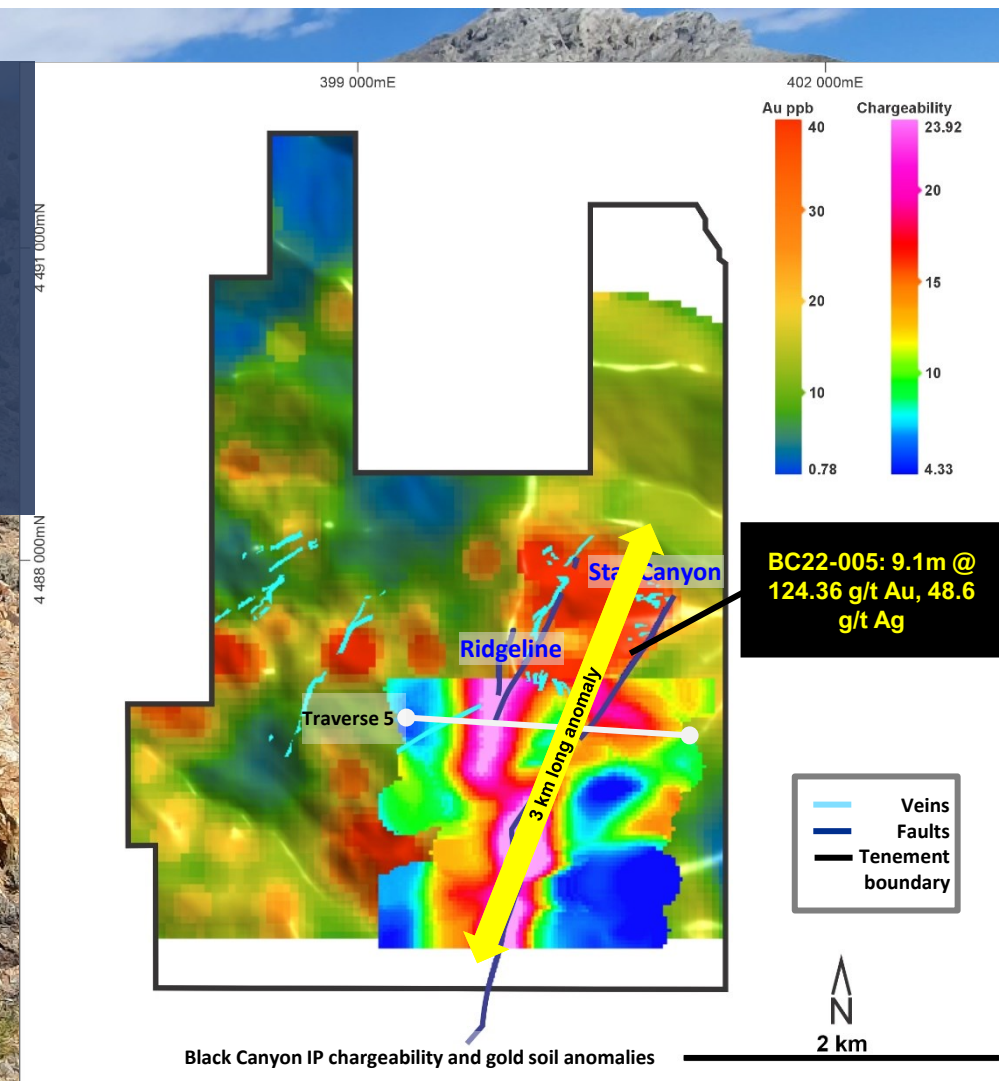 399 000mE
402 000mE
Au ppb
Chargeability
40
30
20
10
0.78
23.92
20
15
10
4.33
4 491 000mN
4 488 000mN
Canyon
Ridgeline
BC22-005: 9.1m @
124.36 g/t Au, 48.6
g/t Ag
Traverse 5
3 km long anomaly
Veins
Faults
Tenement
boundary
N
2 km
Black Canyon IP chargeability and gold soil anomalies